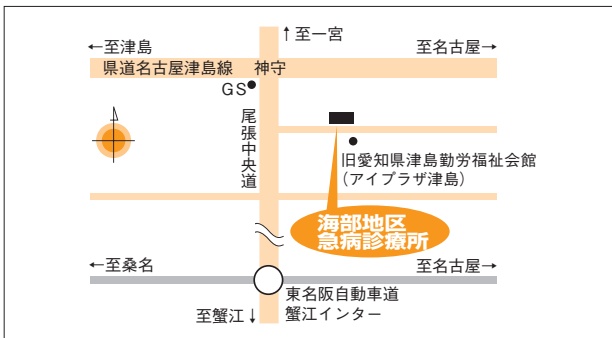 ↑至一宮
←至津島
至名古屋→
県道名古屋津島線 神守
GS
尾張中央道
旧愛知県津島勤労福祉会館
(アイプラザ津島)
海部地区
急病診療所
←至桑名
至名古屋→
東名阪自動車道
蟹江インター
至蟹江↓